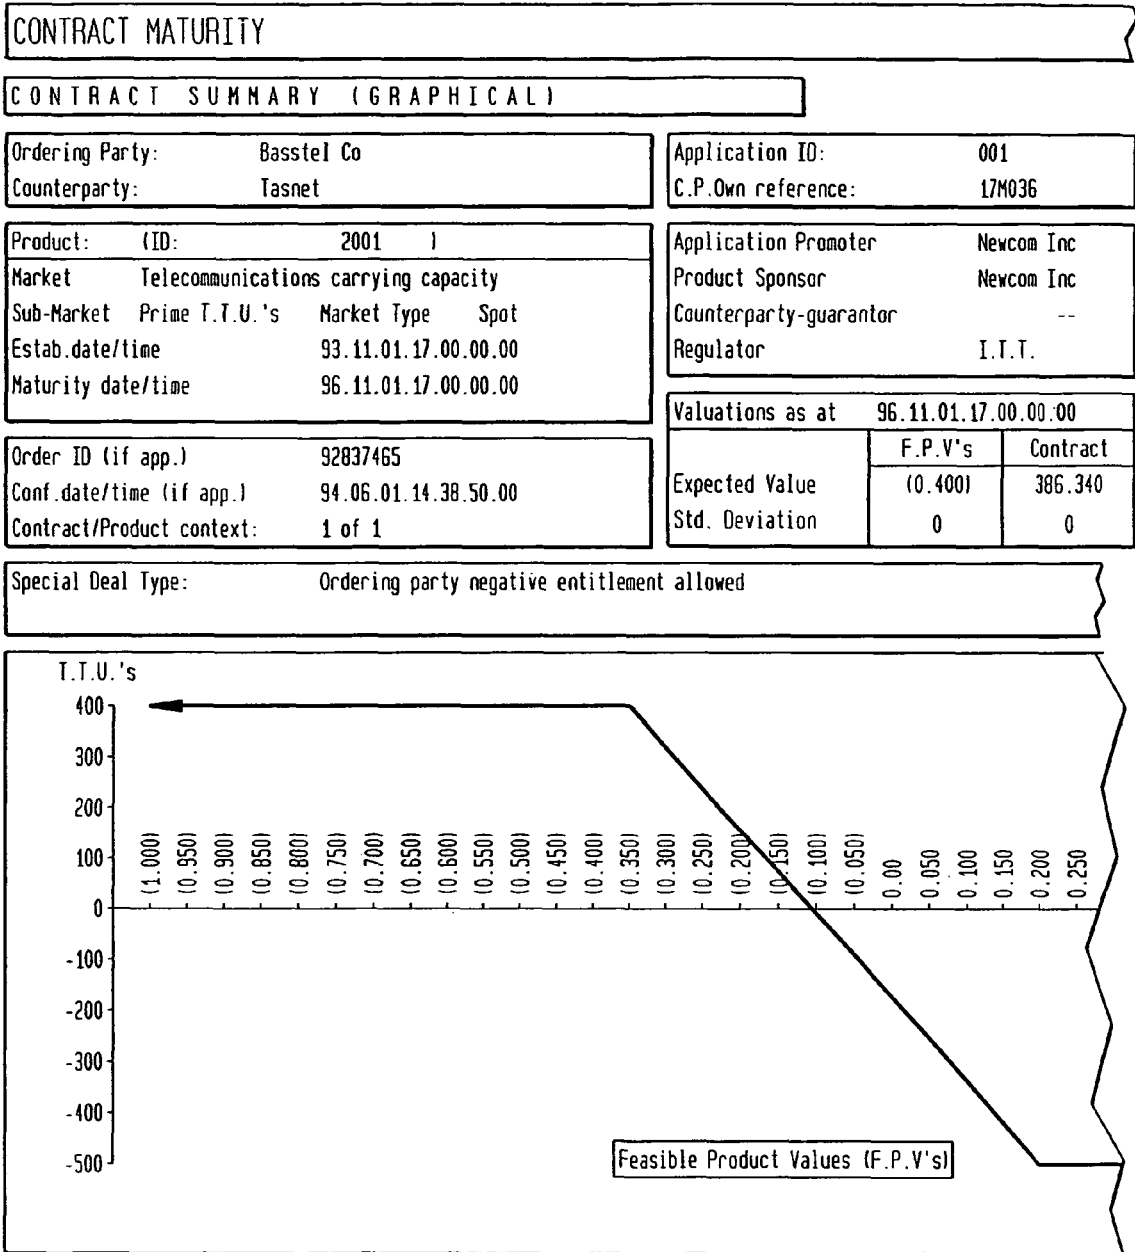 CONTRACT MATURITY
CONTRACT SUMMARY (GRAPHICAL)
Ordering Party: Basstel Co
Counterparty: Tasnet
Application ID: 001
C.P.Own reference: 17M036
Product: (ID: 2001 )
Market Telecommunications carrying capacity
Sub-Market Prime T.T.U.'s Market Type Spot
Estab.date/time 93.11.01.17.00.00.00
Maturity date/time 96.11.01.17.00.00.00
Application Promoter Newcom Inc
Product Sponsor Newcom Inc
Counterparty-guarantor --
Regulator I.T.T.
Order ID (if app.) 92837465
Conf.date/time (if app.) 94.06.01.14.38.50.00
Contract/Product context: 1 of 1
Valuations as at 96.11.01.17.00.00.00
F.P.V's Contract
Expected Value (0.400) 386.340
Std. Deviation 0 0
Special Deal Type: Ordering party negative entitlement allowed
T.T.U.'s
400
300
200
100
0
-100
-200
-300
-400
-500
(1.000)
(0.950)
(0.900)
(0.850)
(0.800)
(0.750)
(0.700)
(0.650)
(0.600)
(0.550)
(0.500)
(0.450)
(0.400)
(0.350)
(0.300)
(0.250)
(0.200)
(0.150)
(0.100)
(0.050)
0.00
0.050
0.100
0.150
0.200
0.250
Feasible Product Values (F.P.V's)